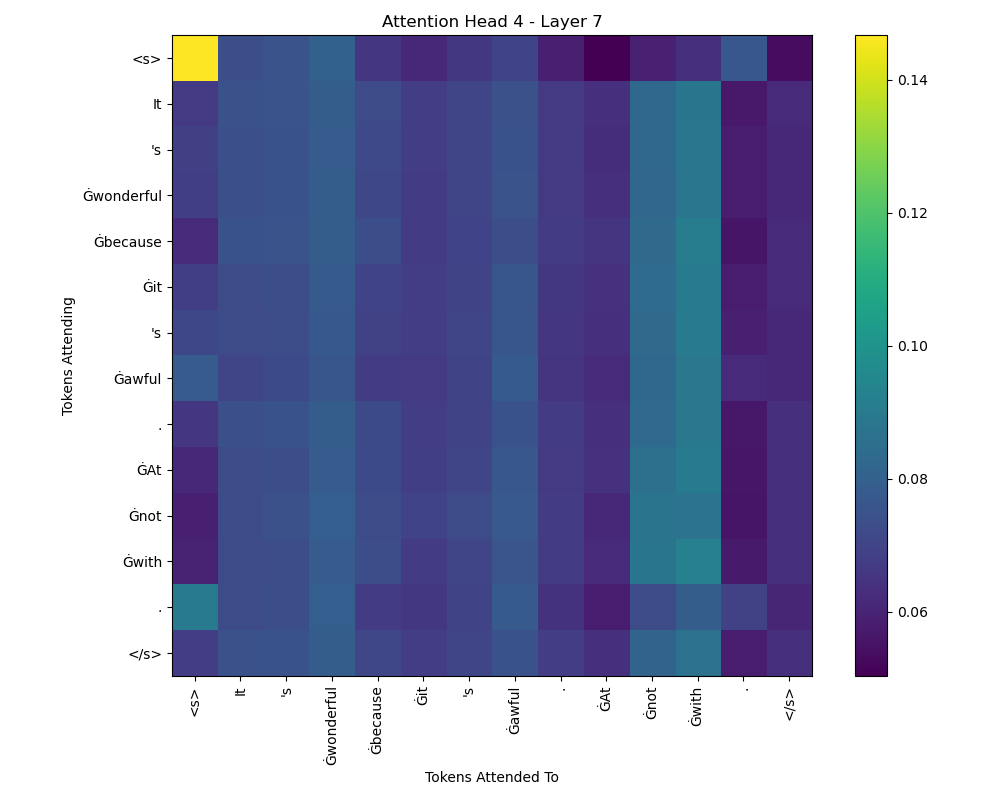 Attention Head 4 - Layer 7
<s>
It
's
Ġwonderful
Ġbecause
Ġit
's
Ġawful
.
ĠAt
Ġnot
Ġwith
.
</s>
Tokens Attending
<s>
It
's
Ġwonderful
Ġbecause
Ġit
's
Ġawful
.
ĠAt
Ġnot
Ġwith
.
</s>
Tokens Attended To
0.14
0.12
0.10
0.08
0.06